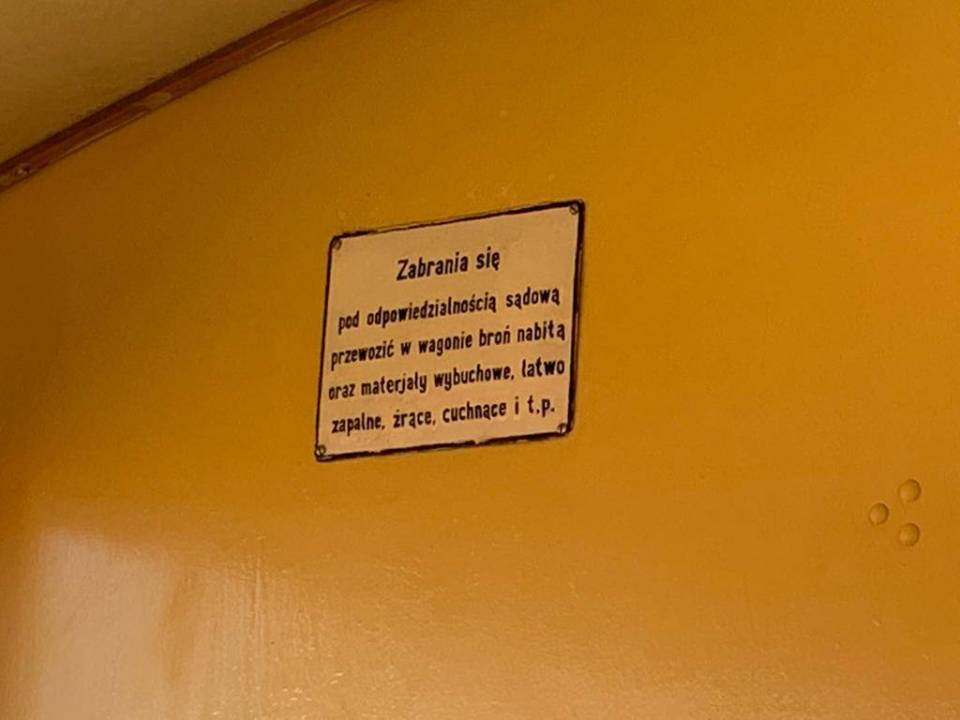 Zabrania się
pod odpowiedzialnością sądową
przewozić w wagonie broń nabitą
oraz materjały wybuchowe, łatwo
zapalne, żrące, cuchnące i t.p.